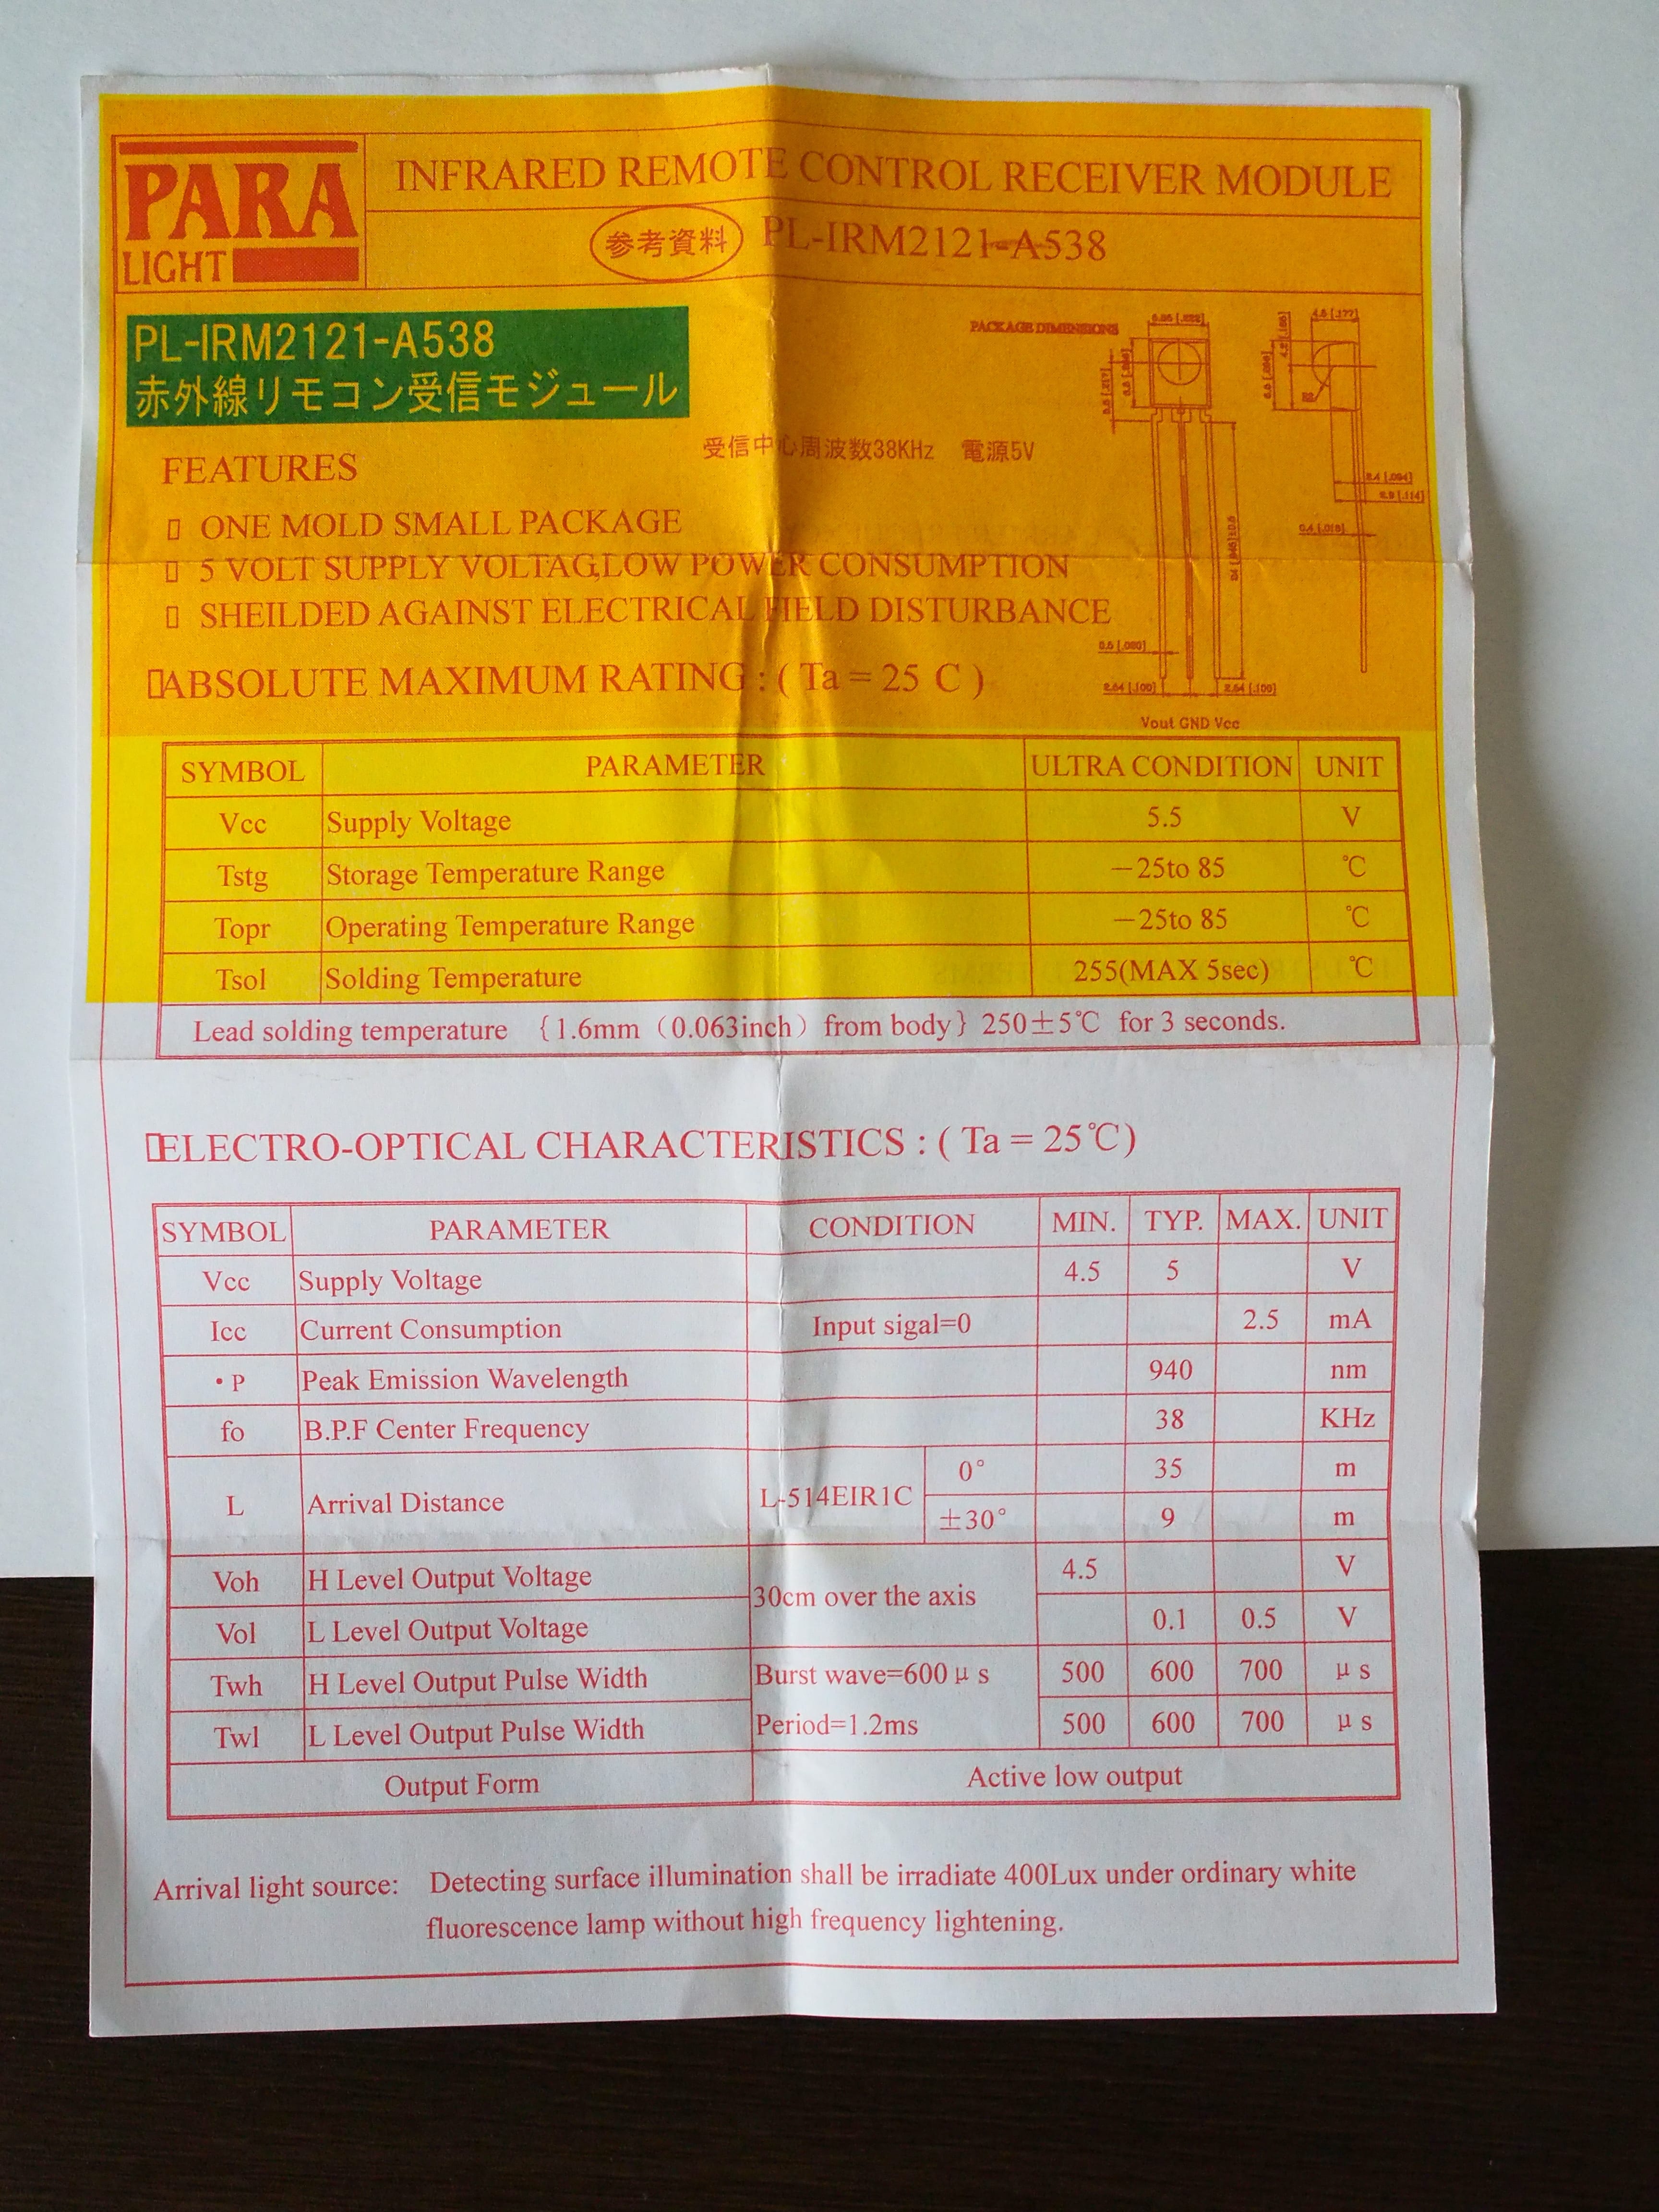 PARA
LIGHT
INFRARED REMOTE CONTROL RECEIVER MODULE
参考資料 PL-IRM2121-A538
PL-IRM2121-A538
赤外線リモコン受信モジュール
PACKAGE DIMENSIONS
受信中心周波数38KHz 電源5V
FEATURES
ONE MOLD SMALL PACKAGE
5 VOLT SUPPLY VOLTAG,LOW POWER CONSUMPTION
SHEILDED AGAINST ELECTRICAL FIELD DISTURBANCE
2.54 [.100] 2.54 [.100]
Vout GND Vcc
ABSOLUTE MAXIMUM RATING : ( Ta = 25 C )
SYMBOL PARAMETER ULTRA CONDITION UNIT
Vcc Supply Voltage 5.5 V
Tstg Storage Temperature Range −25to 85 ℃
Topr Operating Temperature Range −25to 85 ℃
Tsol Solding Temperature 255(MAX 5sec) ℃
Lead solding temperature {1.6mm（0.063inch）from body} 250±5℃ for 3 seconds.
ELECTRO-OPTICAL CHARACTERISTICS : ( Ta = 25℃)
SYMBOL PARAMETER CONDITION MIN. TYP. MAX. UNIT
Vcc Supply Voltage 4.5 5 V
Icc Current Consumption Input sigal=0 2.5 mA
・P Peak Emission Wavelength 940 nm
fo B.P.F Center Frequency 38 KHz
L Arrival Distance L-514EIR1C 0° 35 m
±30° 9 m
Voh H Level Output Voltage 30cm over the axis 4.5 V
Vol L Level Output Voltage 0.1 0.5 V
Twh H Level Output Pulse Width Burst wave=600μs 500 600 700 μs
Twl L Level Output Pulse Width Period=1.2ms 500 600 700 μs
Output Form Active low output
Arrival light source: Detecting surface illumination shall be irradiate 400Lux under ordinary white
fluorescence lamp without high frequency lightening.